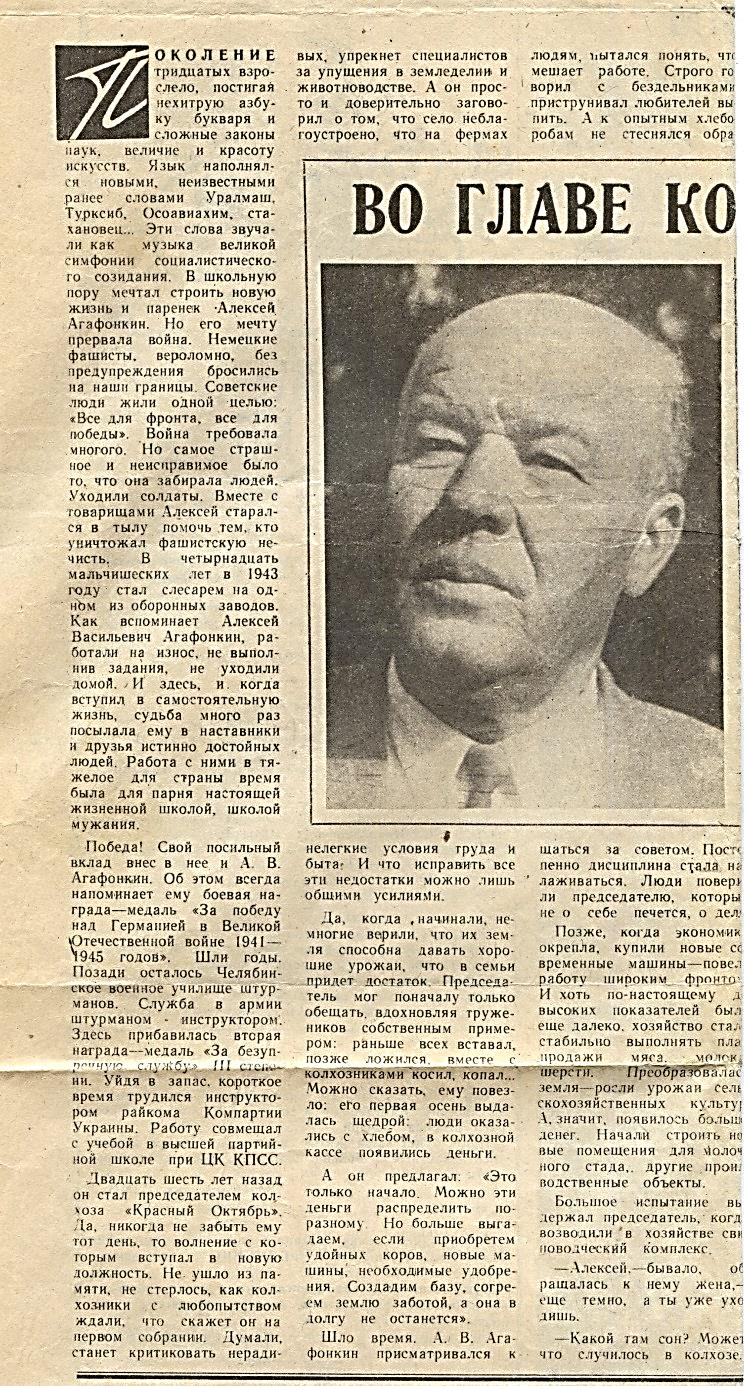 ПОКОЛЕНИЕ
тридцатых взро-
слело, постигая
нехитрую азбу-
ку букваря и
сложные законы
наук, величие и красоту
искусств. Язык наполнял-
ся новыми, неизвестными
ранее словами Уралмаш,
Турксиб, Осоавиахим, ста-
хановец... Эти слова звуча-
ли как музыка великой
симфонии социалистическо-
го созидания. В школьную
пору мечтал строить новую
жизнь и паренек Алексей
Агафонкин. Но его мечту
прервала война. Немецкие
фашисты, вероломно, без
предупреждения бросились
на наши границы. Советские
люди жили одной целью:
«Все для фронта, все для
победы». Война требовала
многого. Но самое страш-
ное и неисправимое было
то, что она забирала людей.
Уходили солдаты. Вместе с
товарищами Алексей старал-
ся в тылу помочь тем, кто
уничтожал фашистскую не-
чисть. В четырнадцать
мальчишеских лет в 1943
году стал слесарем на од-
ном из оборонных заводов.
Как вспоминает Алексей
Васильевич Агафонкин, ра-
ботали на износ, не выпол-
нив задания, не уходили
домой. И здесь, и когда
вступил в самостоятельную
жизнь, судьба много раз
посылала ему в наставники
и друзья истинно достойных
людей. Работа с ними в тя-
желое для страны время
была для парня настоящей
жизненной школой, школой
мужания.
Победа! Свой посильный
вклад внес в нее и А. В.
Агафонкин. Об этом всегда
напоминает ему боевая на-
града—медаль «За победу
над Германией в Великой
Отечественной войне 1941—
1945 годов». Шли годы.
Позади осталось Челябин-
ское военное училище штур-
манов. Служба в армии
штурманом - инструктором.
Здесь прибавилась вторая
награда—медаль «За безуп-
речную службу» III степе-
ни. Уйдя в запас, короткое
время трудился инструкто-
ром райкома Компартии
Украины. Работу совмещал
с учебой в высшей партий-
ной школе при ЦК КПСС.
Двадцать шесть лет назад
он стал председателем кол-
хоза «Красный Октябрь».
Да, никогда не забыть ему
тот день, то волнение с ко-
торым вступал в новую
должность. Не ушло из па-
мяти, не стерлось, как кол-
хозники с любопытством
ждали, что скажет он на
первом собрании. Думали,
станет критиковать неради-
вых, упрекнет специалистов
за упущения в земледелии и
животноводстве. А он прос-
то и доверительно загово-
рил о том, что село небла-
гоустроено, что на фермах
ВО ГЛАВЕ КО
нелегкие условия труда и
быта. И что исправить все
эти недостатки можно лишь
общими усилиями.
Да, когда начинали, не-
многие верили, что их зем-
ля способна давать хоро-
шие урожаи, что в семьи
придет достаток. Председа-
тель мог поначалу только
обещать, вдохновляя труже-
ников собственным приме-
ром: раньше всех вставал,
позже ложился, вместе с
колхозниками косил, копал...
Можно сказать, ему повез-
ло: его первая осень выда-
лась щедрой: люди оказа-
лись с хлебом, в колхозной
кассе появились деньги.
А он предлагал: «Это
только начало. Можно эти
деньги распределить по-
разному. Но больше выга-
даем, если приобретем
удойных коров, новые ма-
шины, необходимые удобре-
ния. Создадим базу, согре-
ем землю заботой, а она в
долгу не останется».
Шло время. А. В. Ага-
фонкин присматривался к
людям, пытался понять, что
мешает работе. Строго го
ворил с бездельниками
приструнивал любителей вы
пить. А к опытным хлебо
робам не стеснялся обра
щаться за советом. Посте
пенно дисциплина стала на
лаживаться. Люди повери
ли председателю, которы
не о себе печется, о дел
Позже, когда экономик
окрепла, купили новые со
временные машины—повел
работу широким фронто
И хоть по-настоящему д
высоких показателей был
еще далеко, хозяйство стал
стабильно выполнять пла
продажи мяса, молок
шерсти. Преобразовалас
земля—росли урожаи сель
скохозяйственных культур
А, значит, появилось больш
денег. Начали строить но
вые помещения для молоч
ного стада, другие произ
водственные объекты.
Большое испытание вы
держал председатель, когд
возводили в хозяйстве сви
новодческий комплекс.
—Алексей,—бывало, об
ращалась к нему жена,—
еще темно, а ты уже ухо
дишь.
—Какой там сон? Может
что случилось в колхозе.